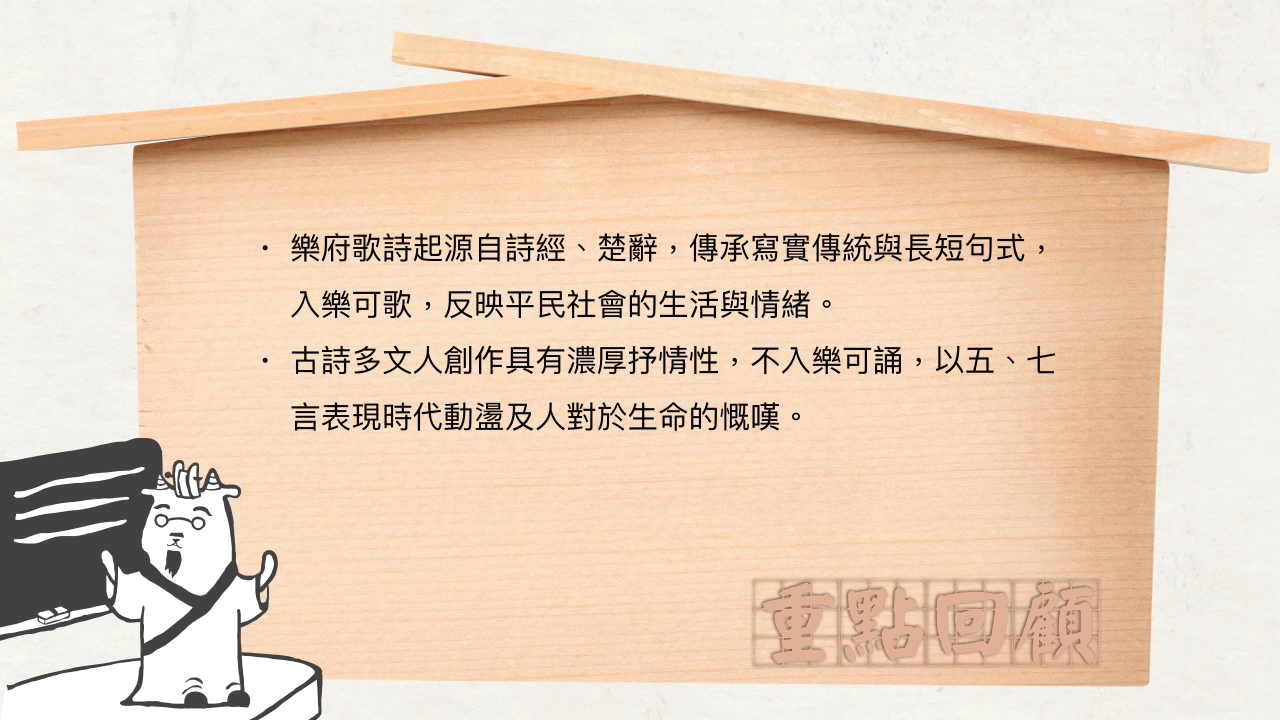 · 樂府歌詩起源自詩經、楚辭，傳承寫實傳統與長短句式，
入樂可歌，反映平民社會的生活與情緒。
· 古詩多文人創作具有濃厚抒情性，不入樂可誦，以五、七
言表現時代動盪及人對於生命的慨嘆。
重點回顧